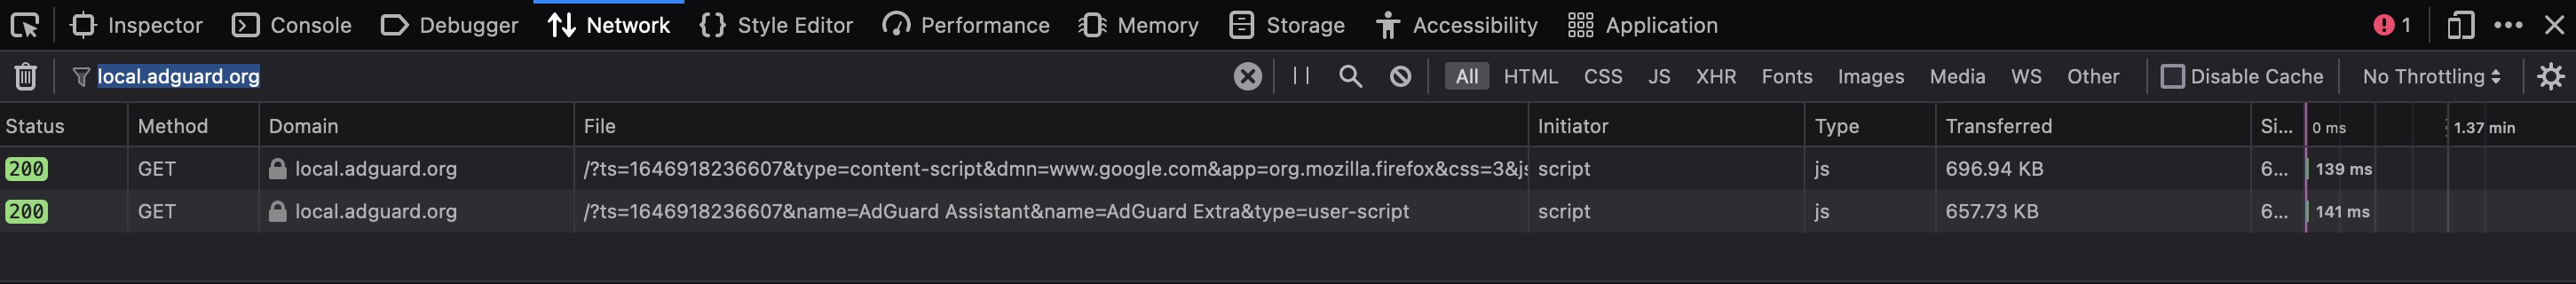 Inspector Console Debugger Network Style Editor Performance Memory Storage Accessibility Application 1
local.adguard.org All HTML CSS JS XHR Fonts Images Media WS Other Disable Cache No Throttling
Status Method Domain File Initiator Type Transferred Si... 0 ms 1.37 min
200 GET local.adguard.org /?ts=1646918236607&type=content-script&dmn=www.google.com&app=org.mozilla.firefox&css=3&js script js 696.94 KB 6... 139 ms
200 GET local.adguard.org /?ts=1646918236607&name=AdGuard Assistant&name=AdGuard Extra&type=user-script script js 657.73 KB 6... 141 ms